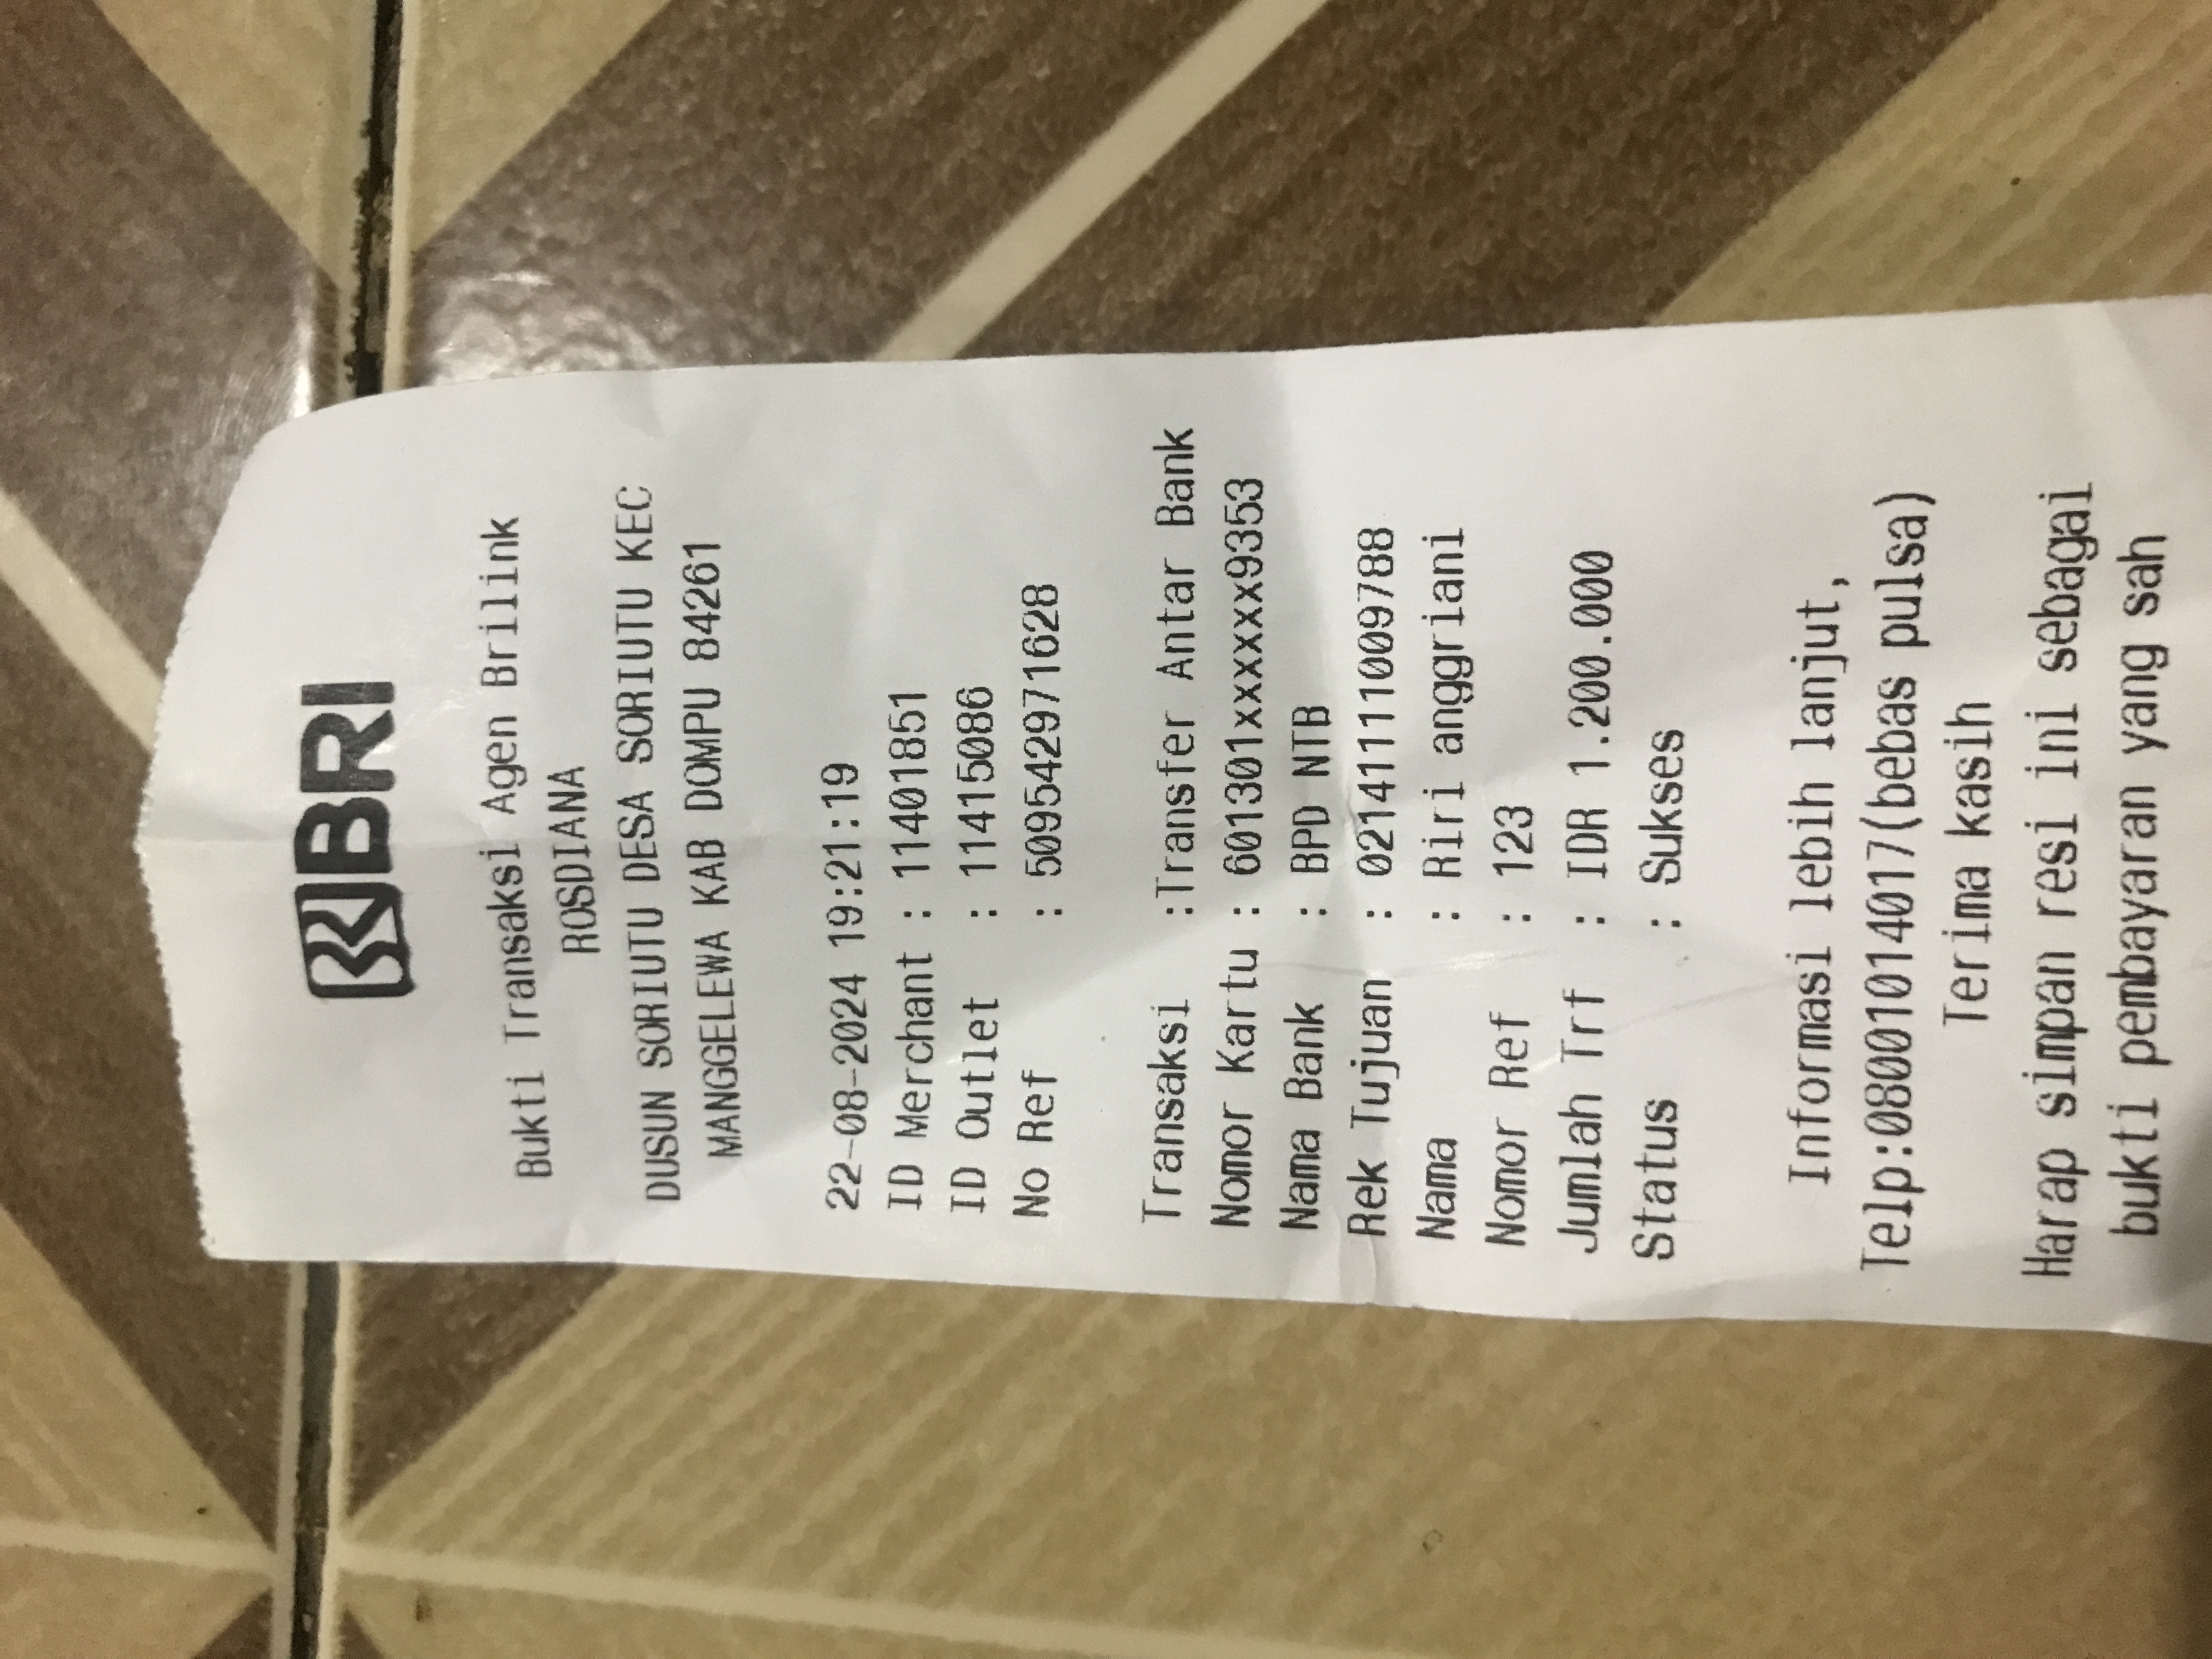 BRI
Bukti Transaksi Agen Brilink
ROSDIANA
DUSUN SORIUTU DESA SORIUTU KEC
MANGGELEWA KAB DOMPU 84261
22-08-2024 19:21:19
ID Merchant : 11401851
ID Outlet : 11415086
No Ref : 509542971628
Transaksi :Transfer Antar Bank
Nomor Kartu : 601301xxxxxx9353
Nama Bank : BPD NTB
Rek Tujuan : 0214111009788
Nama : Riri anggriani
Nomor Ref : 123
Jumlah Trf : IDR 1.200.000
Status : Sukses
Informasi lebih lanjut,
Telp:08001014017(bebas pulsa)
Terima kasih
Harap simpan resi ini sebagai
bukti pembayaran yang sah